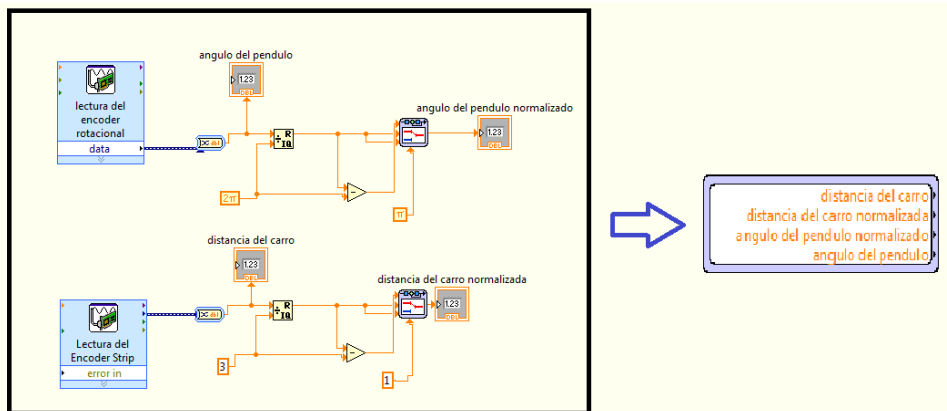 angulo del pendulo
1.23
DBL
lectura del
encoder
rotacional
data
R
IQ
angulo del pendulo normalizado
1.23
DBL
2π
π
distancia del carro
1.23
DBL
distancia del carro normalizada
1.23
DBL
Lectura del
Encoder Strip
error in
R
IQ
3
1
distancia del carro
distancia del carro normalizada
angulo del pendulo normalizado
angulo del pendulo